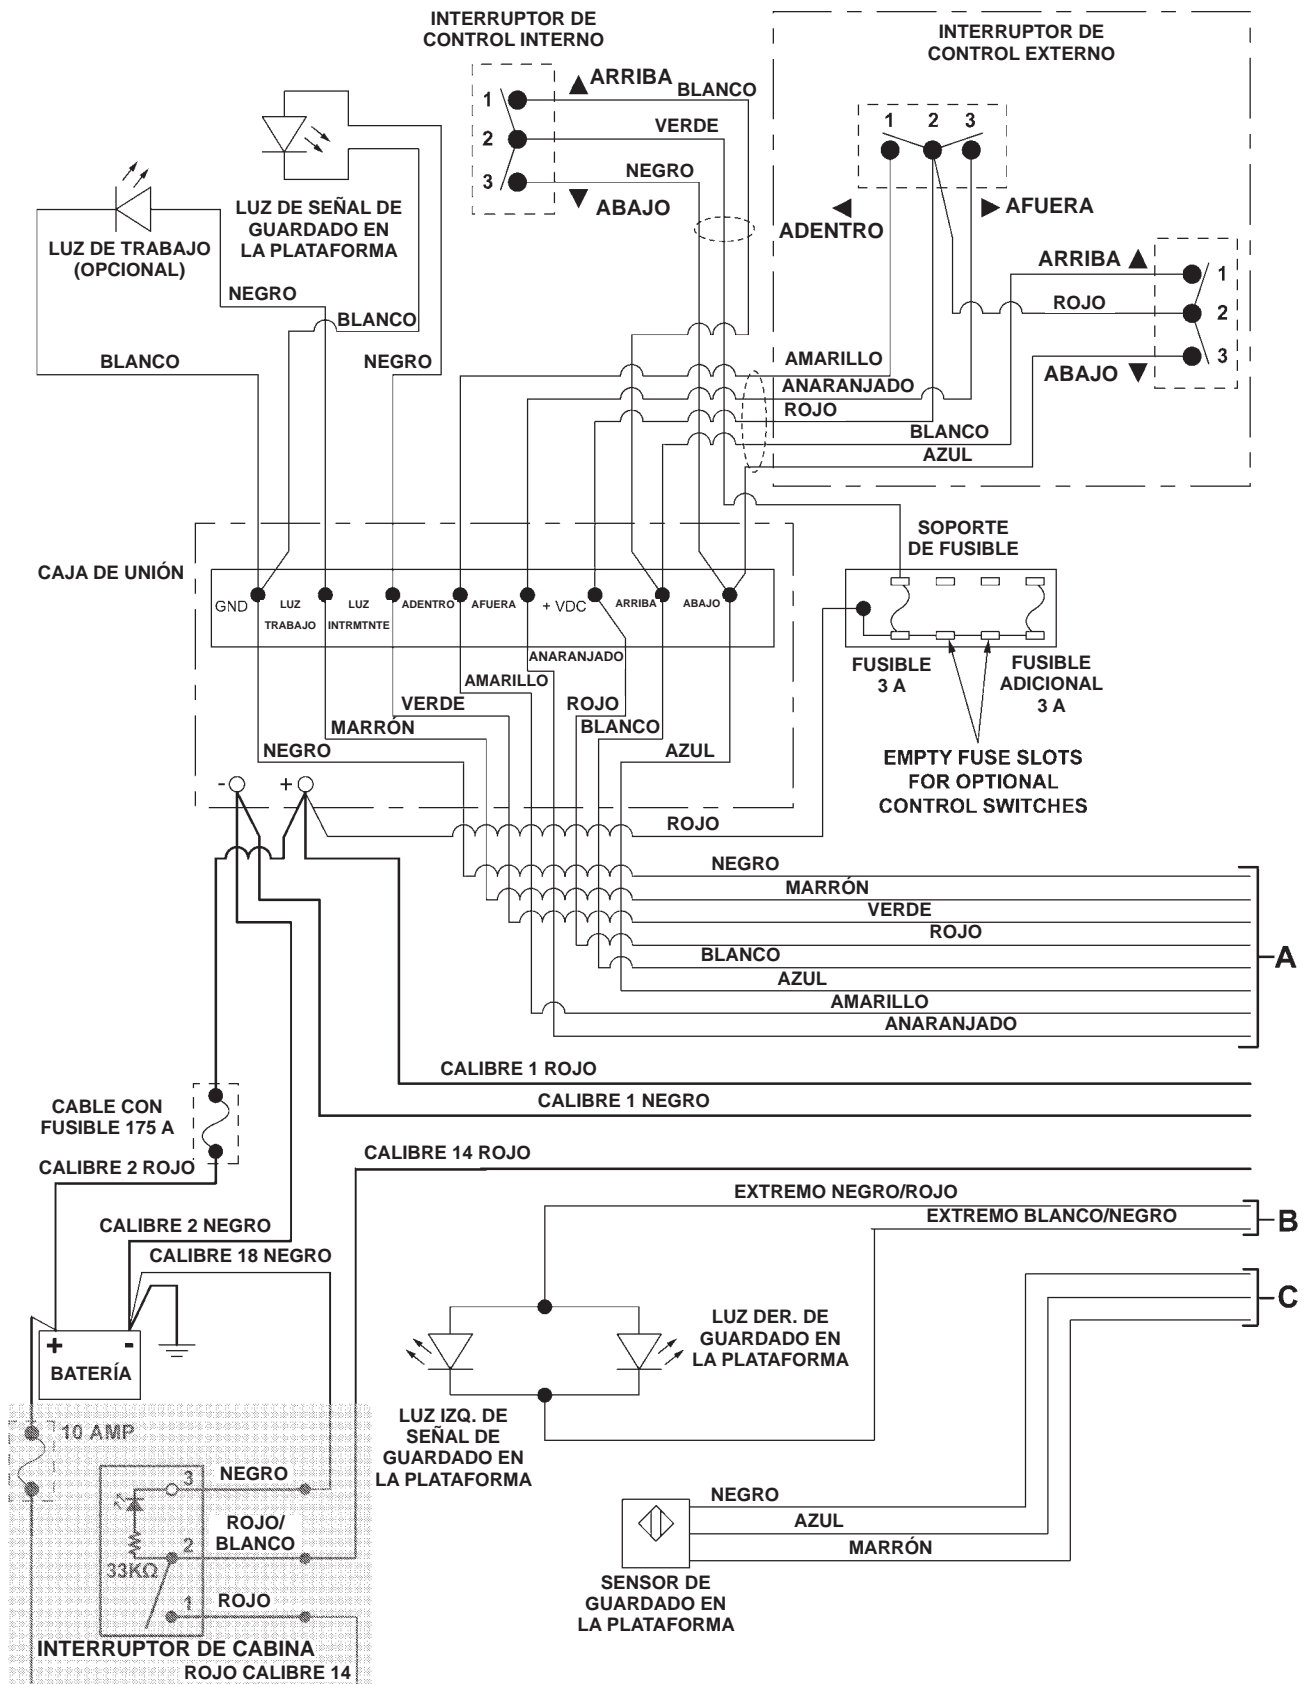 INTERRUPTOR DE
CONTROL INTERNO
INTERRUPTOR DE
CONTROL EXTERNO
ARRIBA
BLANCO
1
2
3
VERDE
NEGRO
ABAJO
1 2 3
ADENTRO
AFUERA
LUZ DE SEÑAL DE
GUARDADO EN
LA PLATAFORMA
LUZ DE TRABAJO
(OPCIONAL)
NEGRO
BLANCO
BLANCO
NEGRO
ARRIBA
1
ROJO
2
3
ABAJO
AMARILLO
ANARANJADO
ROJO
BLANCO
AZUL
SOPORTE
DE FUSIBLE
CAJA DE UNIÓN
GND
LUZ
TRABAJO
LUZ
INTRMTNTE
ADENTRO
AFUERA
+ VDC
ARRIBA
ABAJO
FUSIBLE
3 A
FUSIBLE
ADICIONAL
3 A
ANARANJADO
AMARILLO
VERDE
ROJO
MARRÓN
BLANCO
NEGRO
AZUL
EMPTY FUSE SLOTS
FOR OPTIONAL
CONTROL SWITCHES
-
+
ROJO
NEGRO
MARRÓN
VERDE
ROJO
BLANCO
AZUL
AMARILLO
ANARANJADO
A
CALIBRE 1 ROJO
CALIBRE 1 NEGRO
CABLE CON
FUSIBLE 175 A
CALIBRE 2 ROJO
CALIBRE 14 ROJO
EXTREMO NEGRO/ROJO
EXTREMO BLANCO/NEGRO
B
CALIBRE 2 NEGRO
CALIBRE 18 NEGRO
C
+ -
BATERÍA
LUZ DER. DE
GUARDADO EN
LA PLATAFORMA
LUZ IZQ. DE
SEÑAL DE
GUARDADO EN
LA PLATAFORMA
10 AMP
3
NEGRO
ROJO/
BLANCO
2
33KΩ
1
ROJO
INTERRUPTOR DE CABINA
ROJO CALIBRE 14
NEGRO
AZUL
MARRÓN
SENSOR DE
GUARDADO EN
LA PLATAFORMA